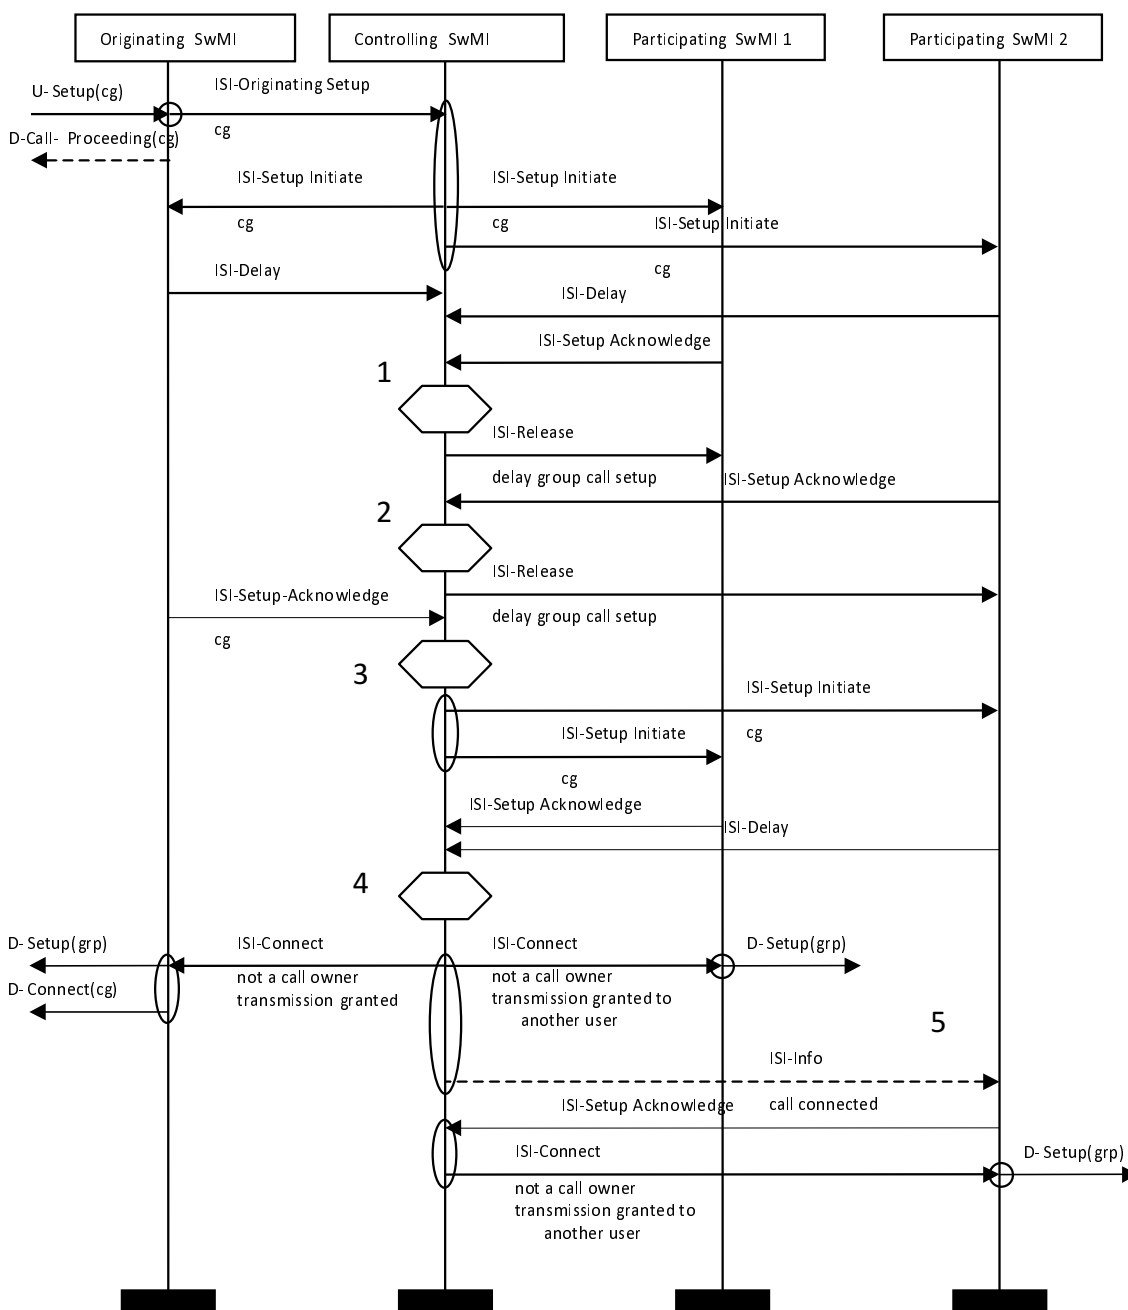 Originating SwMI
Controlling SwMI
Participating SwMI 1
Participating SwMI 2
U- Setup(cg)
ISI-Originating Setup
cg
D-Call- Proceeding(cg)
ISI-Setup Initiate
cg
ISI-Setup Initiate
cg
ISI-Setup Initiate
cg
ISI-Delay
ISI-Delay
ISI-Setup Acknowledge
1
ISI-Release
delay group call setup
ISI-Setup Acknowledge
2
ISI-Release
delay group call setup
ISI-Setup-Acknowledge
cg
3
ISI-Setup Initiate
cg
ISI-Setup Initiate
cg
ISI-Setup Acknowledge
ISI-Delay
4
D- Setup(grp)
ISI-Connect
not a call owner
transmission granted
ISI-Connect
not a call owner
transmission granted to
another user
D- Setup(grp)
D- Connect(cg)
5
ISI-Info
call connected
ISI-Setup Acknowledge
ISI-Connect
not a call owner
transmission granted to
another user
D- Setup(grp)